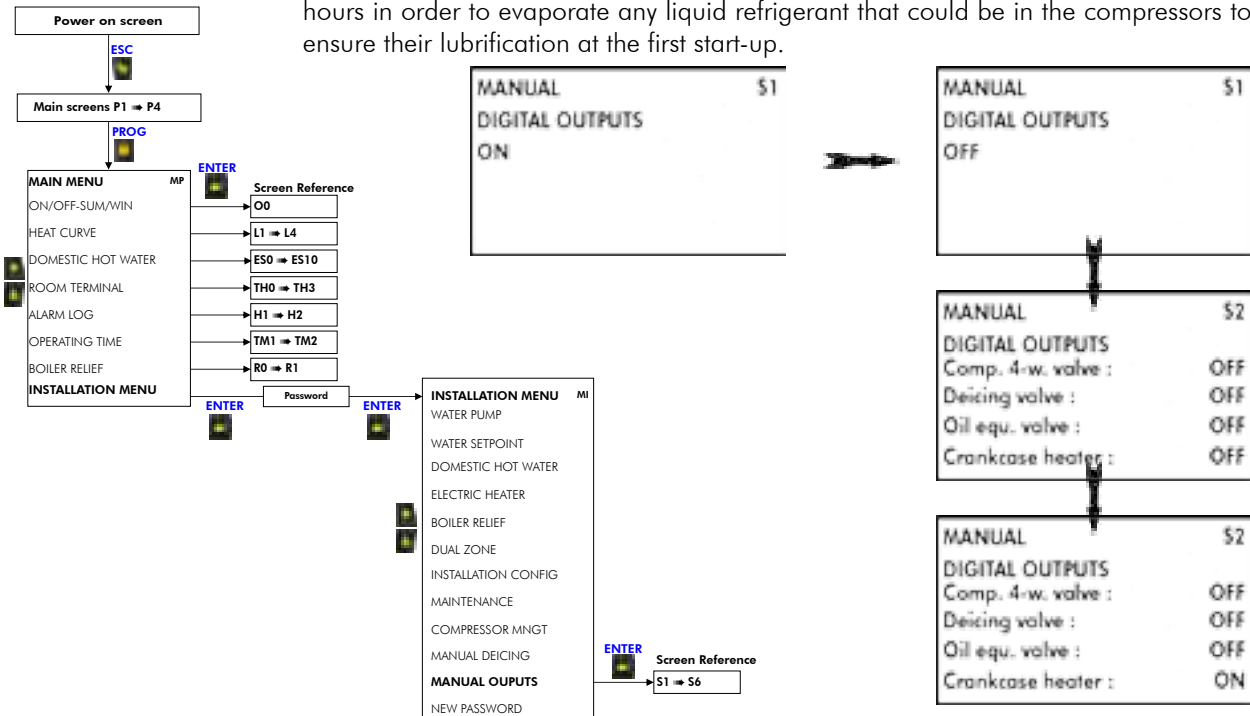 hours in order to evaporate any liquid refrigerant that could be in the compressors to
ensure their lubrification at the first start-up.
Power on screen
ESC
Main screens P1 ➠ P4
PROG
MAIN MENU MP
ENTER
Screen Reference
ON/OFF-SUM/WIN
O0
HEAT CURVE
L1 ➠ L4
DOMESTIC HOT WATER
ES0 ➠ ES10
ROOM TERMINAL
TH0 ➠ TH3
ALARM LOG
H1 ➠ H2
OPERATING TIME
TM1 ➠ TM2
BOILER RELIEF
R0 ➠ R1
INSTALLATION MENU
ENTER
Password
ENTER
INSTALLATION MENU MI
WATER PUMP
WATER SETPOINT
DOMESTIC HOT WATER
ELECTRIC HEATER
BOILER RELIEF
DUAL ZONE
INSTALLATION CONFIG
MAINTENANCE
COMPRESSOR MNGT
MANUAL DEICING
MANUAL OUPUTS
ENTER
Screen Reference
S1 ➠ S6
NEW PASSWORD
MANUAL S1
DIGITAL OUTPUTS
ON
MANUAL S1
DIGITAL OUTPUTS
OFF
MANUAL S2
DIGITAL OUTPUTS
Comp. 4-w. valve : OFF
Deicing valve : OFF
Oil equ. valve : OFF
Crankcase heater : OFF
MANUAL S2
DIGITAL OUTPUTS
Comp. 4-w. valve : OFF
Deicing valve : OFF
Oil equ. valve : OFF
Crankcase heater : ON